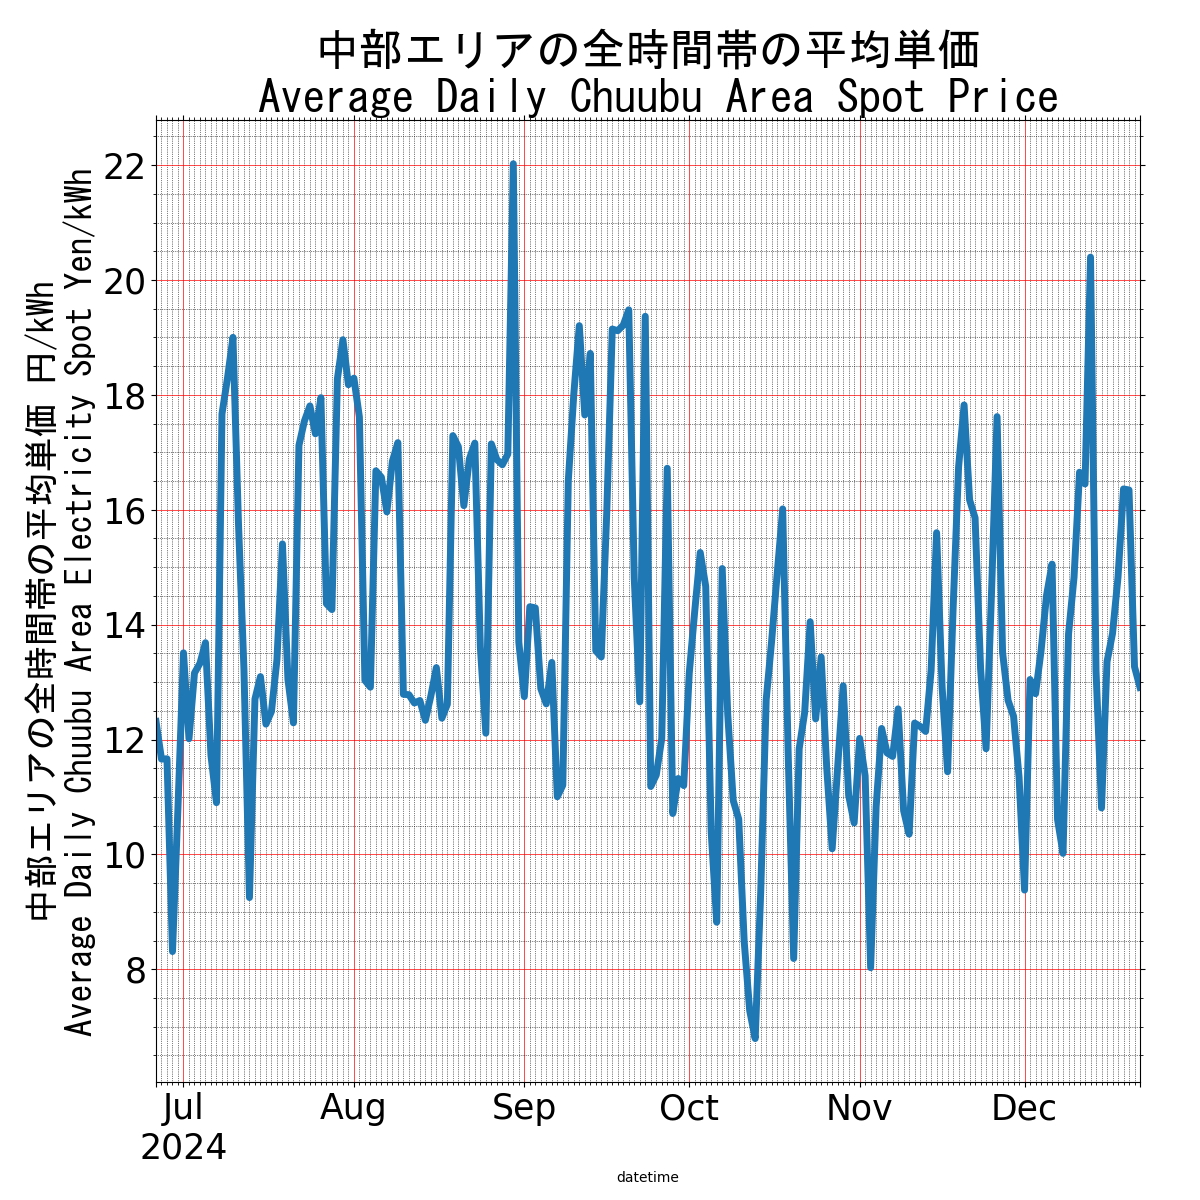 中部エリアの全時間帯の平均単価
Average Daily Chuubu Area Spot Price
中部エリアの全時間帯の平均単価 円/kWh
Average Daily Chuubu Area Electricity Spot Yen/kWh
22
20
18
16
14
12
10
8
Jul Aug Sep Oct Nov Dec
2024
datetime